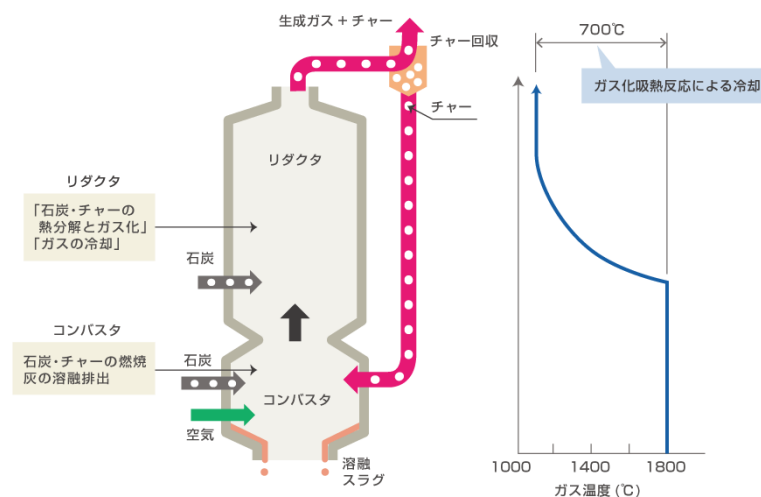 生成ガス + チャー
チャー回収
チャー
リダクタ
リダクタ
「石炭・チャーの
熱分解とガス化」
「ガスの冷却」
石炭
コンバスタ
石炭・チャーの燃焼
灰の溶融排出
石炭
コンバスタ
空気
溶融
スラグ
700℃
ガス化吸熱反応による冷却
1000
1400
1800
ガス温度 (℃)